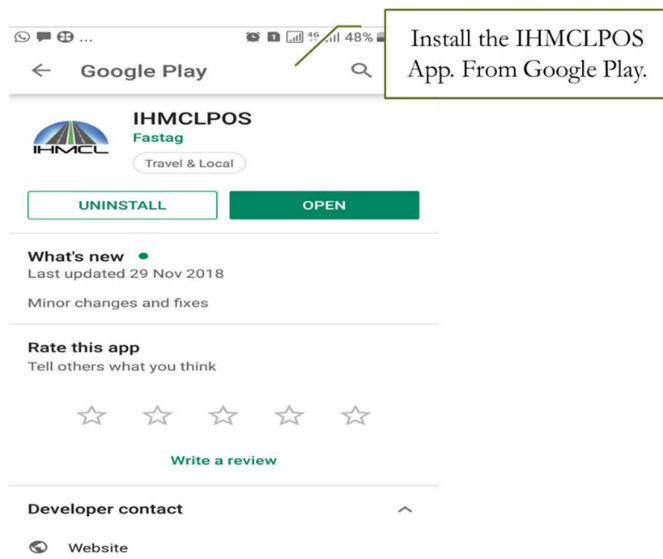 4G 48%
Install the IHMCLPOS
App. From Google Play.
Google Play
IHMCLPOS
Fastag
IHMCL
Travel & Local
UNINSTALL
OPEN
What's new
Last updated 29 Nov 2018
Minor changes and fixes
Rate this app
Tell others what you think
Write a review
Developer contact
Website